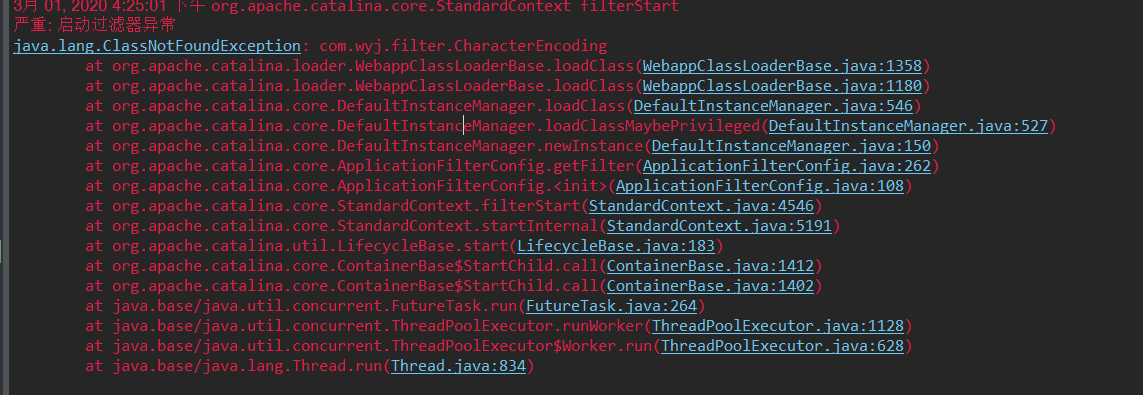 3月 01, 2020 4:25:01 下午 org.apache.catalina.core.StandardContext filterStart
严重: 启动过滤器异常
java.lang.ClassNotFoundException: com.wyj.filter.CharacterEncoding
at org.apache.catalina.loader.WebappClassLoaderBase.loadClass(WebappClassLoaderBase.java:1358)
at org.apache.catalina.loader.WebappClassLoaderBase.loadClass(WebappClassLoaderBase.java:1180)
at org.apache.catalina.core.DefaultInstanceManager.loadClass(DefaultInstanceManager.java:546)
at org.apache.catalina.core.DefaultInstanceManager.loadClassMaybePrivileged(DefaultInstanceManager.java:527)
at org.apache.catalina.core.DefaultInstanceManager.newInstance(DefaultInstanceManager.java:150)
at org.apache.catalina.core.ApplicationFilterConfig.getFilter(ApplicationFilterConfig.java:262)
at org.apache.catalina.core.ApplicationFilterConfig.<init>(ApplicationFilterConfig.java:108)
at org.apache.catalina.core.StandardContext.filterStart(StandardContext.java:4546)
at org.apache.catalina.core.StandardContext.startInternal(StandardContext.java:5191)
at org.apache.catalina.util.LifecycleBase.start(LifecycleBase.java:183)
at org.apache.catalina.core.ContainerBase$StartChild.call(ContainerBase.java:1412)
at org.apache.catalina.core.ContainerBase$StartChild.call(ContainerBase.java:1402)
at java.base/java.util.concurrent.FutureTask.run(FutureTask.java:264)
at java.base/java.util.concurrent.ThreadPoolExecutor.runWorker(ThreadPoolExecutor.java:1128)
at java.base/java.util.concurrent.ThreadPoolExecutor$Worker.run(ThreadPoolExecutor.java:628)
at java.base/java.lang.Thread.run(Thread.java:834)